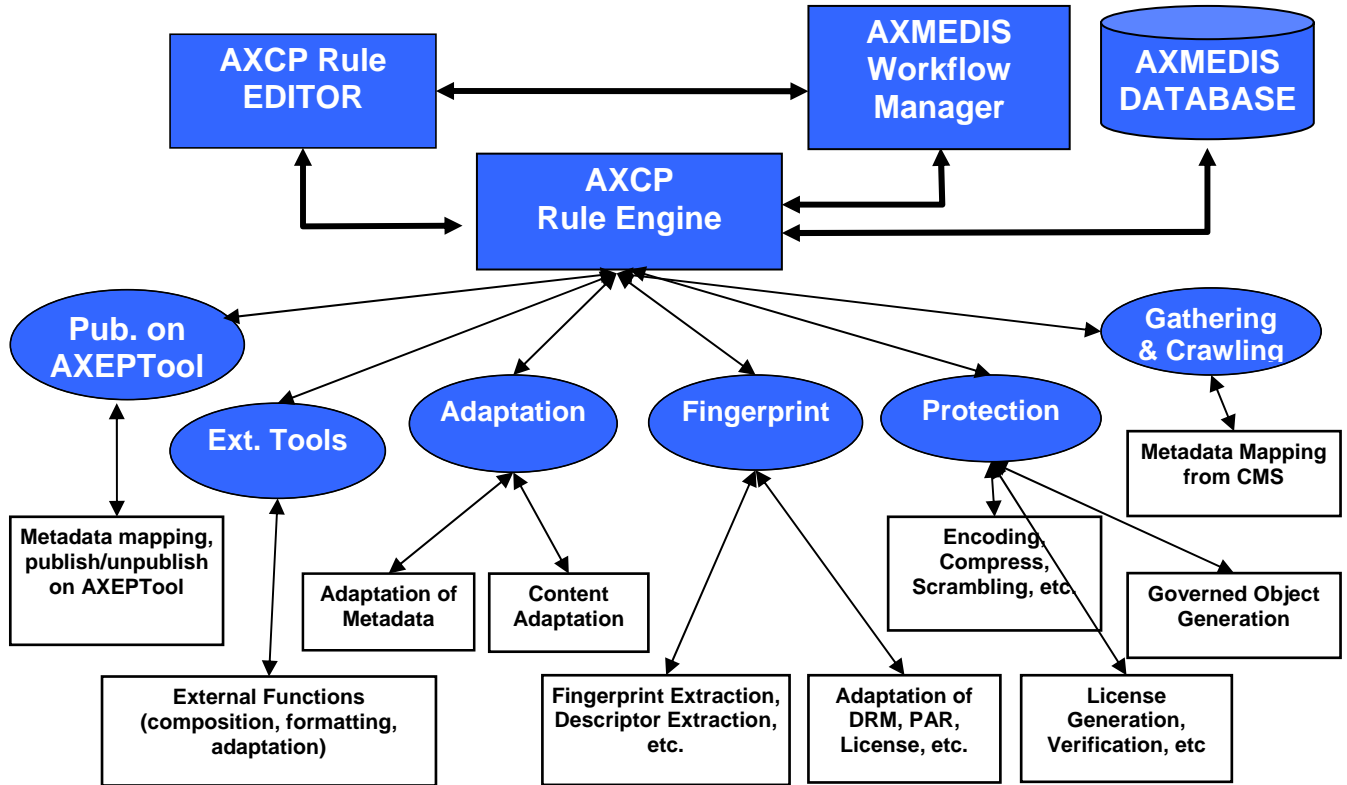 AXCP Rule
EDITOR
AXMEDIS
Workflow
Manager
AXMEDIS
DATABASE
AXCP
Rule Engine
Pub. on
AXEPTool
Ext. Tools
Adaptation
Fingerprint
Protection
Gathering
& Crawling
Metadata mapping,
publish/unpublish
on AXEPTool
External Functions
(composition, formatting,
adaptation)
Adaptation of
Metadata
Content
Adaptation
Fingerprint Extraction,
Descriptor Extraction,
etc.
Adaptation of
DRM, PAR,
License, etc.
Encoding,
Compress,
Scrambling, etc.
License
Generation,
Verification, etc
Governed Object
Generation
Metadata Mapping
from CMS